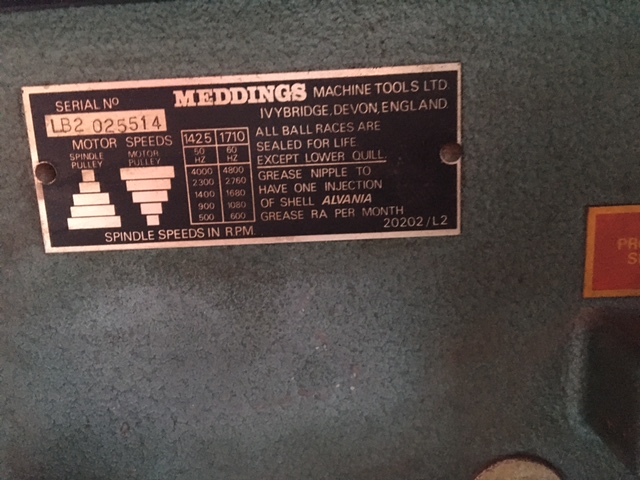 SERIAL Nº
LB2 025514
MEDDINGS MACHINE TOOLS LTD.
IVYBRIDGE, DEVON, ENGLAND
MOTOR SPEEDS 1425 1710
SPINDLE PULLEY MOTOR PULLEY
50 HZ 60 HZ
4000 4800
2300 2760
1400 1680
900 1080
500 600
SPINDLE SPEEDS IN R.P.M.
ALL BALL RACES ARE
SEALED FOR LIFE
EXCEPT LOWER QUILL.
GREASE NIPPLE TO
HAVE ONE INJECTION
OF SHELL ALVANIA
GREASE RA PER MONTH
20202/L2